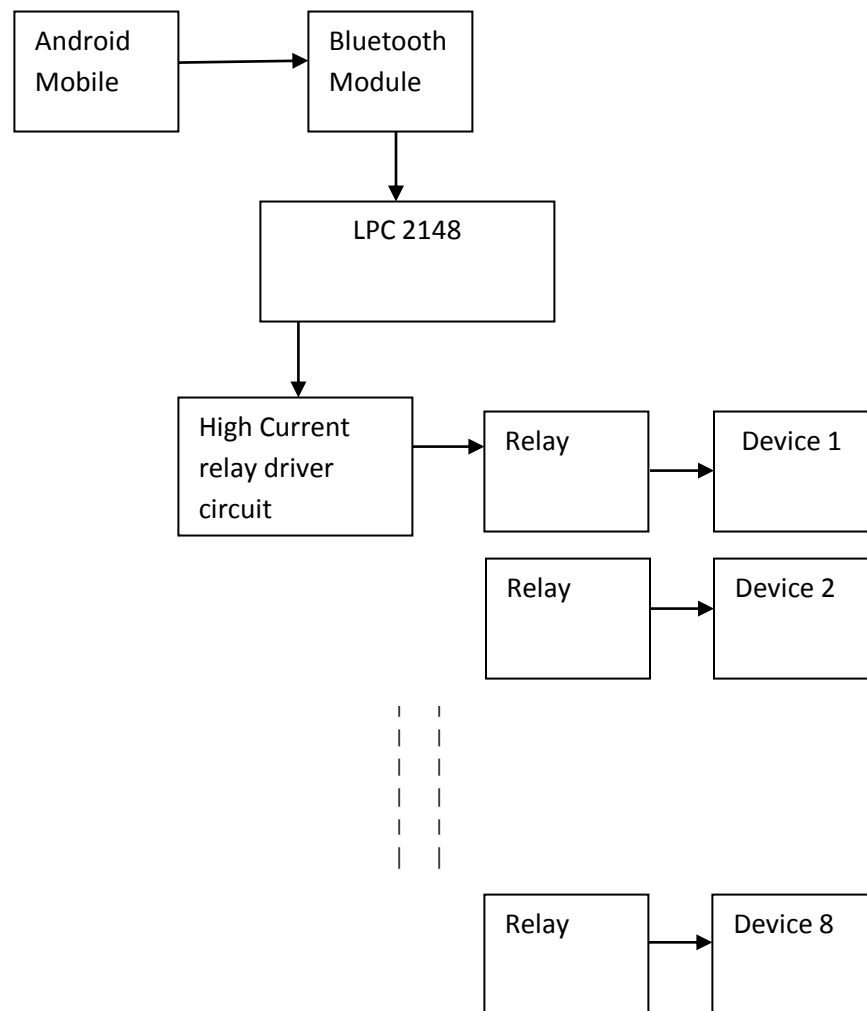 Android
Mobile
Bluetooth
Module
LPC 2148
High Current
relay driver
circuit
Relay
Device 1
Relay
Device 2
Relay
Device 8